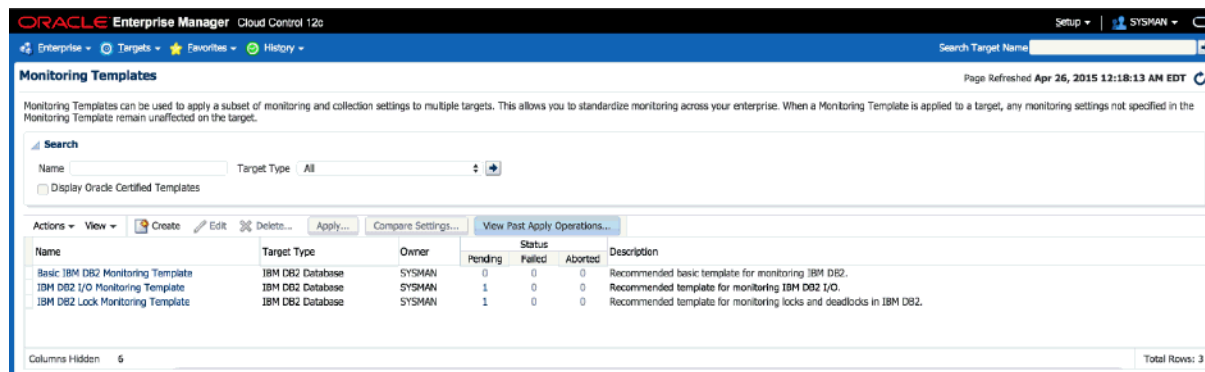 ORACLE Enterprise Manager Cloud Control 12c Setup SYSMAN
Enterprise Targets Favorites History Search Target Name
Monitoring Templates Page Refreshed Apr 26, 2015 12:18:13 AM EDT
Monitoring Templates can be used to apply a subset of monitoring and collection settings to multiple targets. This allows you to standardize monitoring across your enterprise. When a Monitoring Template is applied to a target, any monitoring settings not specified in the
Monitoring Template remain unaffected on the target.
Search
Name Target Type All
Display Oracle Certified Templates
Actions View Create Edit Delete... Apply... Compare Settings... View Past Apply Operations...
Name Target Type Owner Status Description
Pending Failed Aborted
Basic IBM DB2 Monitoring Template IBM DB2 Database SYSMAN 0 0 0 Recommended basic template for monitoring IBM DB2.
IBM DB2 I/O Monitoring Template IBM DB2 Database SYSMAN 1 0 0 Recommended template for monitoring IBM DB2 I/O.
IBM DB2 Lock Monitoring Template IBM DB2 Database SYSMAN 1 0 0 Recommended template for monitoring locks and deadlocks in IBM DB2.
Columns Hidden 6 Total Rows: 3